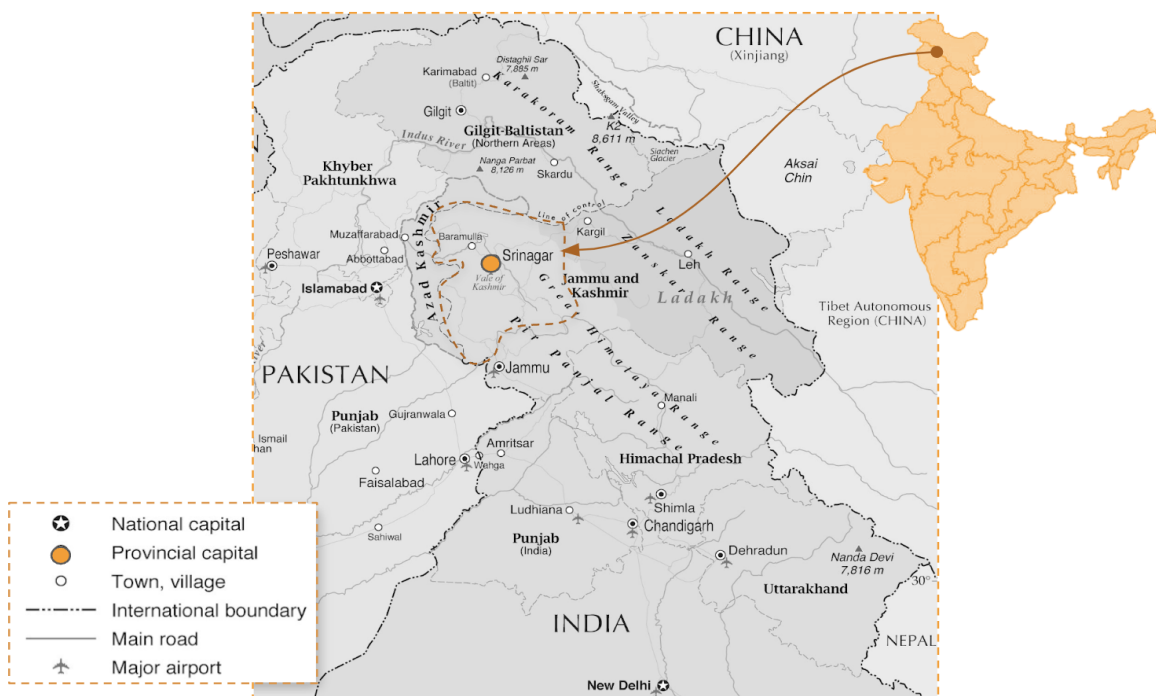 CHINA
(Xinjiang)
Distaghil Sar
7,885 m
Karimabad
(Baltit)
Karakoram Range
Shaksgam Valley
Gilgit
K2
8,611 m
Indus River
Gilgit-Baltistan
(Northern Areas)
Siachen
Glacier
Nanga Parbat
8,126 m
Skardu
Aksai
Chin
Khyber
Pakhtunkhwa
Line of control
Kargil
Ladakh Range
Muzaffarabad
Abbottabad
Azad Kashmir
Baramulla
Srinagar
Vale of
Kashmir
Zanskar Range
Leh
Peshawar
Islamabad
Jammu and
Kashmir
Ladakh
Great Himalaya Range
Tibet Autonomous
Region (CHINA)
Pir Panjal Range
PAKISTAN
Jammu
Manali
Punjab
(Pakistan)
Gujranwala
Amritsar
Ismail
han
Lahore
Wahga
Himachal Pradesh
Faisalabad
Shimla
Ludhiana
Chandigarh
Sahiwal
Punjab
(India)
Dehradun
Nanda Devi
7,816 m
30°
Uttarakhand
INDIA
NEPAL
New Delhi
National capital
Provincial capital
Town, village
International boundary
Main road
Major airport